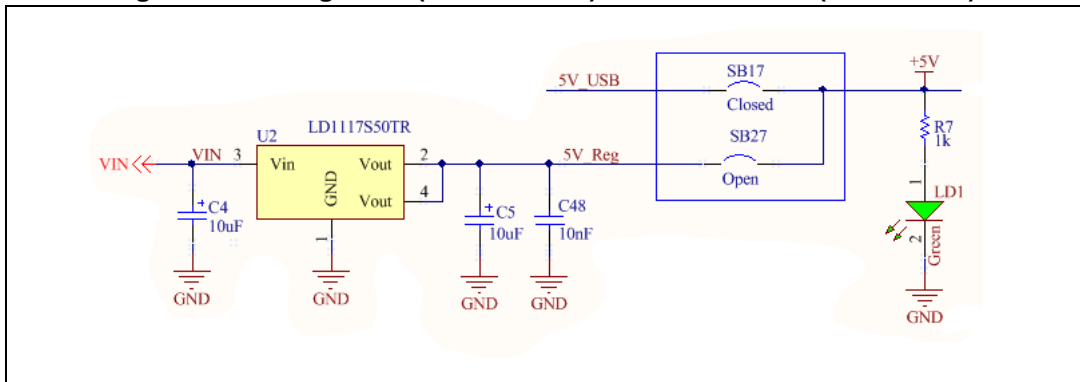 5V_USB
SB17
Closed
+5V
U2
LD1117S50TR
SB27
R7
1k
VIN
VIN
3
Vin
Vout
2
5V_Reg
Open
GND
Vout
4
1
LD1
C4
10uF
1
C5
10uF
C48
10nF
2
Green
GND
GND
GND
GND
GND